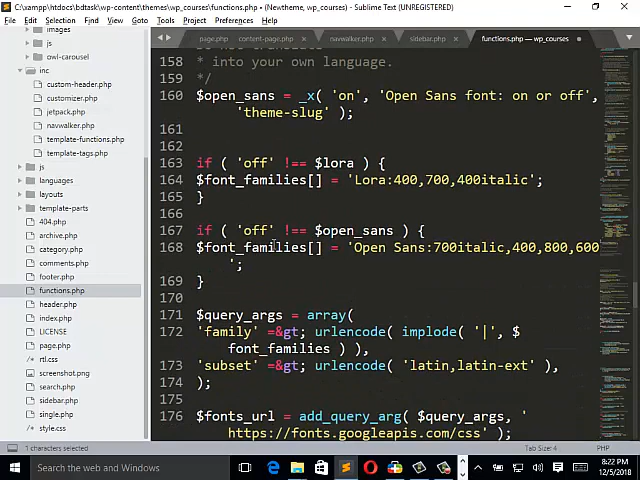 C:\xampp\htdocs\bdtask\wp-content\themes\wp_courses\functions.php (Newtheme, wp_courses) - Sublime Text (UNREGISTERED)
File Edit Selection Find View Goto Tools Project Preferences Help
page.php content-page.php navwalker.php sidebar.php functions.php — wp_courses
images
js
owl-carousel
inc
custom-header.php
customizer.php
jetpack.php
navwalker.php
template-functions.php
template-tags.php
js
languages
layouts
template-parts
404.php
archive.php
category.php
comments.php
footer.php
functions.php
header.php
index.php
LICENSE
page.php
rtl.css
screenshot.png
search.php
sidebar.php
single.php
style.css
158 * into your own language.
159 */
160 $open_sans = _x( 'on', 'Open Sans font: on or off',
'theme-slug' );
161
162
163 if ( 'off' !== $lora ) {
164 $font_families[] = 'Lora:400,700,400italic';
165 }
166
167 if ( 'off' !== $open_sans ) {
168 $font_families[] = 'Open Sans:700italic,400,800,600
';
169 }
170
171 $query_args = array(
172 'family' =&gt; urlencode( implode( '|', $
font_families ) ),
173 'subset' =&gt; urlencode( 'latin,latin-ext' ),
174 );
175
176 $fonts_url = add_query_arg( $query_args, '
https://fonts.googleapis.com/css' );
1 characters selected Tab Size: 4 PHP
Search the web and Windows
8:22 PM
12/5/2018